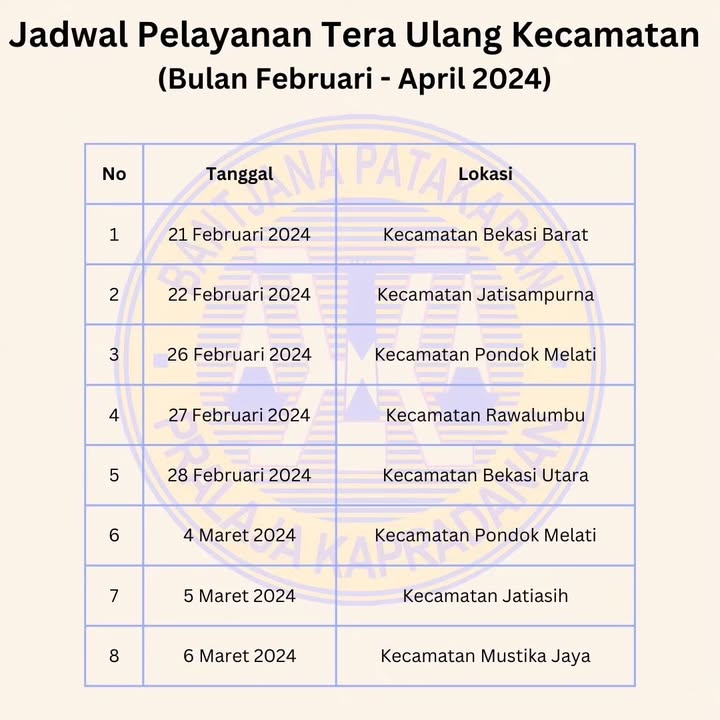 Jadwal Pelayanan Tera Ulang Kecamatan
(Bulan Februari - April 2024)
BANTJANA PATAKARAN
No Tanggal Lokasi
1 21 Februari 2024 Kecamatan Bekasi Barat
2 22 Februari 2024 Kecamatan Jatisampurna
3 26 Februari 2024 Kecamatan Pondok Melati
4 27 Februari 2024 Kecamatan Rawalumbu
5 28 Februari 2024 Kecamatan Bekasi Utara
6 4 Maret 2024 Kecamatan Pondok Melati
7 5 Maret 2024 Kecamatan Jatiasih
8 6 Maret 2024 Kecamatan Mustika Jaya
PRALAJA KAPRADANAN